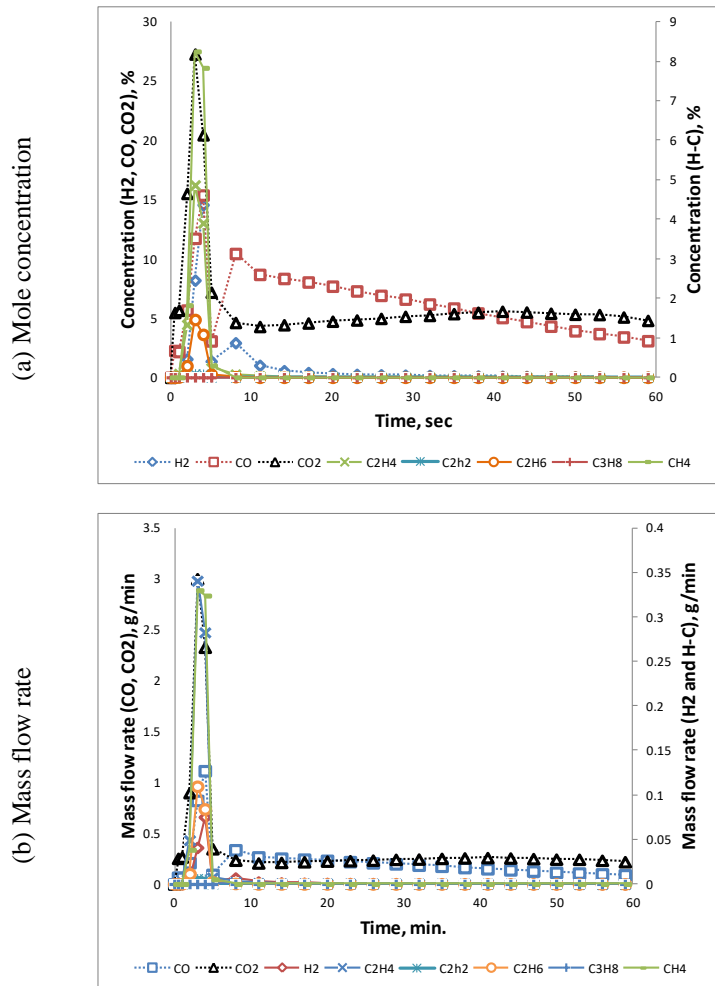 (a) Mole concentration
Concentration (H2, CO, CO2), %
30
25
20
15
10
5
0
9
8
7
6
5
4
3
2
1
0
Concentration (H-C), %
0 10 20 30 40 50 60
Time, sec
H2 CO CO2 C2H4 C2h2 C2H6 C3H8 CH4
(b) Mass flow rate
Mass flow rate (CO, CO2), g/min
3.5
3
2.5
2
1.5
1
0.5
0
0.4
0.35
0.3
0.25
0.2
0.15
0.1
0.05
0
Mass flow rate (H2 and H-C), g/min
0 10 20 30 40 50 60
Time, min.
CO CO2 H2 C2H4 C2h2 C2H6 C3H8 CH4